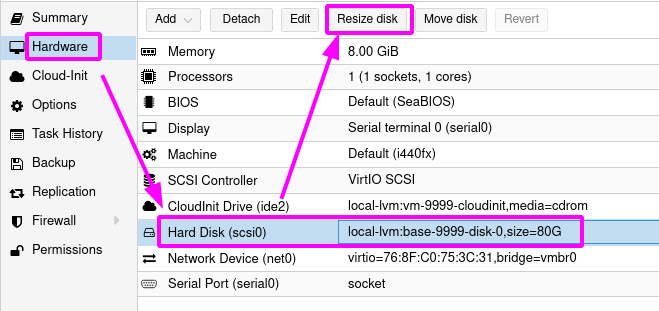 Summary
Hardware
Cloud-Init
Options
Task History
Backup
Replication
Firewall
Permissions
Add Detach Edit Resize disk Move disk Revert
Memory 8.00 GiB
Processors 1 (1 sockets, 1 cores)
BIOS Default (SeaBIOS)
Display Serial terminal 0 (serial0)
Machine Default (i440fx)
SCSI Controller VirtIO SCSI
CloudInit Drive (ide2) local-lvm:vm-9999-cloudinit,media=cdrom
Hard Disk (scsi0) local-lvm:base-9999-disk-0,size=80G
Network Device (net0) virtio=76:8F:C0:75:3C:31,bridge=vmbr0
Serial Port (serial0) socket